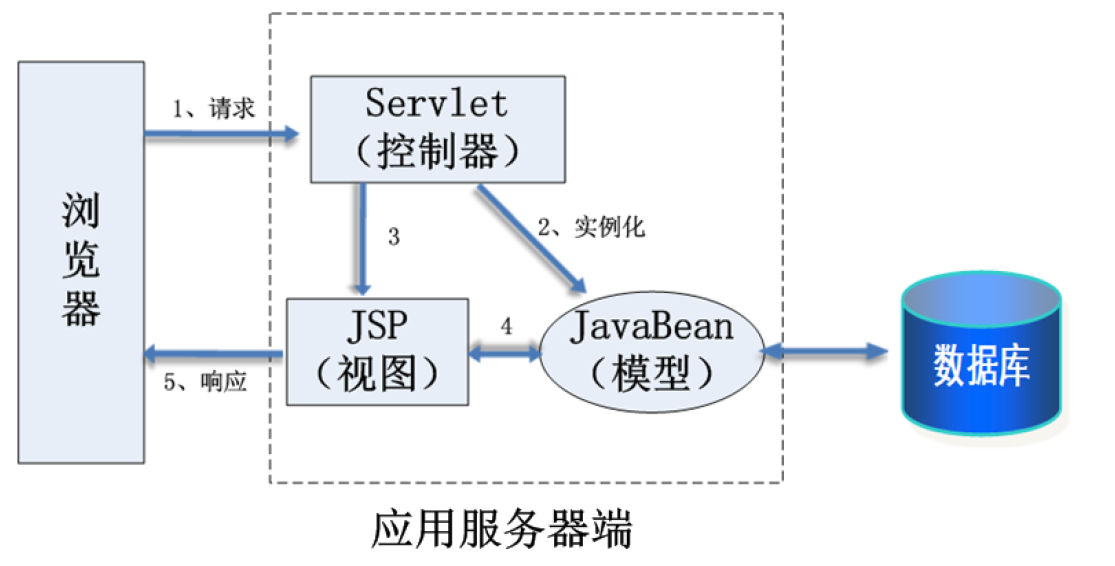 1、请求
Servlet
（控制器）
浏
览
器
3
2、实例化
JSP
（视图）
4
JavaBean
（模型）
数据库
5、响应
应用服务器端